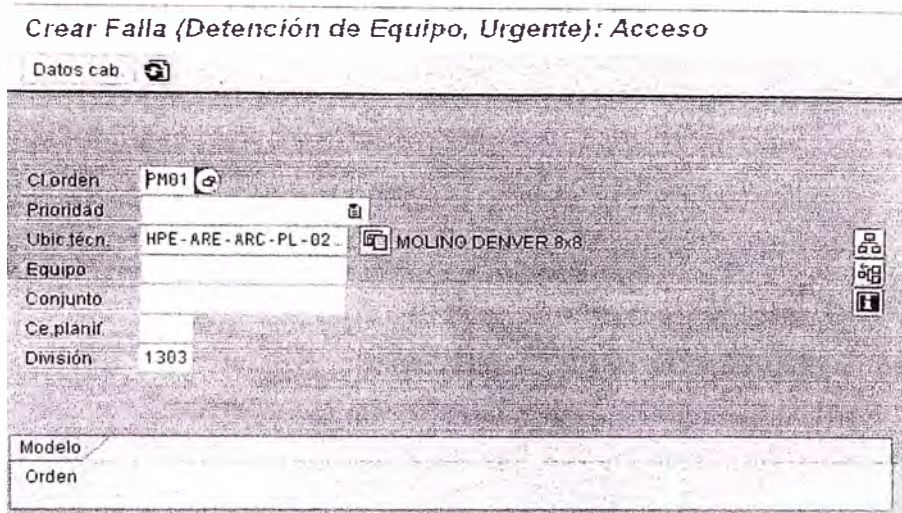 Crear Falla (Detención de Equipo, Urgente): Acceso
Datos cab.
Cl.orden PM01
Prioridad
Ubic.técn. HPE-ARE-ARC-PL-02.. MOLINO DENVER 8x8
Equipo
Conjunto
Ce.planif.
División 1303
Modelo
Orden